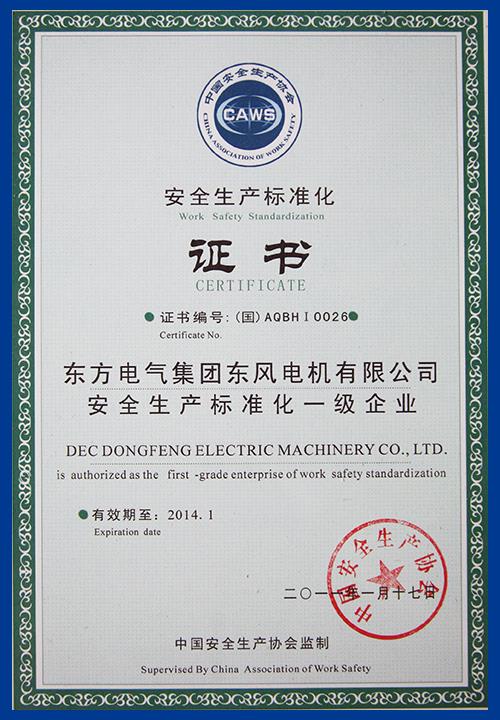 中国安全生产协会
CAWS
CHINA ASSOCIATION OF WORK SAFETY
安全生产标准化
Work Safety Standardization
证书
CERTIFICATE
证书编号:(国)AQBHⅠ0026
Certificate No.
东方电气集团东风电机有限公司
安全生产标准化一级企业
DEC DONGFENG ELECTRIC MACHINERY CO., LTD.
is authorized as the first -grade enterprise of work safety standardization
有效期至: 2014. 1
Expiration date
中国安全生产协会
二〇一一年一月十七日
中国安全生产协会监制
Supervised By China Association of Work Safety